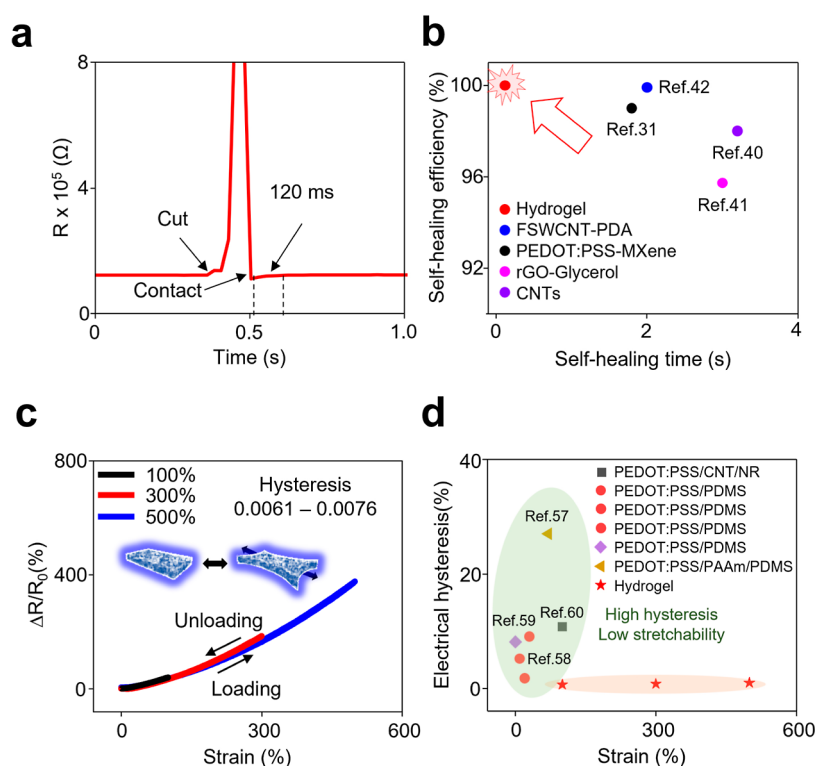 a
8
4
0
R x 10⁵ (Ω)
Cut
120 ms
Contact
0
0.5
1.0
Time (s)
b
100
96
92
Self-healing efficiency (%)
Ref.42
Ref.31
Ref.40
Ref.41
Hydrogel
FSWCNT-PDA
PEDOT:PSS-MXene
rGO-Glycerol
CNTs
0
2
4
Self-healing time (s)
c
800
400
0
ΔR/R₀(%)
100%
300%
500%
Hysteresis
0.0061 – 0.0076
Unloading
Loading
0
300
600
Strain (%)
d
40
20
0
Electrical hysteresis(%)
PEDOT:PSS/CNT/NR
PEDOT:PSS/PDMS
PEDOT:PSS/PDMS
PEDOT:PSS/PDMS
PEDOT:PSS/PDMS
PEDOT:PSS/PAAm/PDMS
Hydrogel
Ref.57
Ref.59
Ref.60
Ref.58
High hysteresis
Low stretchability
0
300
600
Strain (%)